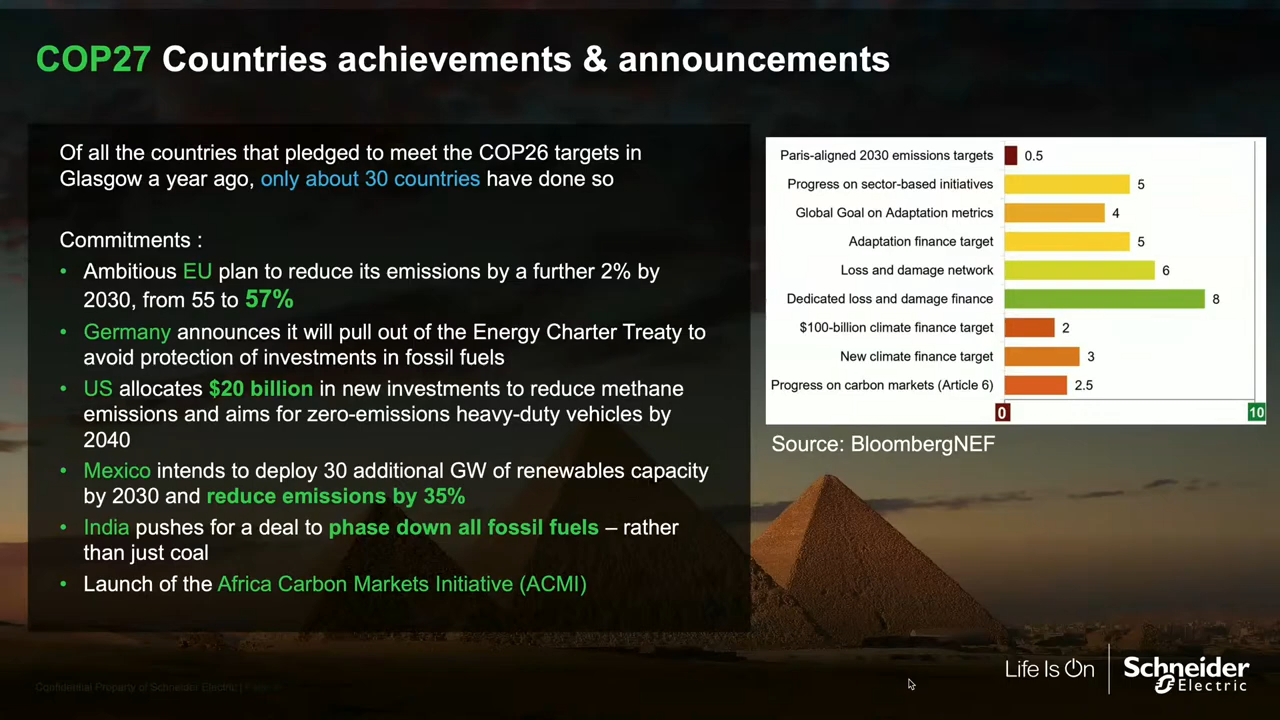 COP27 Countries achievements & announcements
Of all the countries that pledged to meet the COP26 targets in
Glasgow a year ago, only about 30 countries have done so
Commitments :
• Ambitious EU plan to reduce its emissions by a further 2% by
2030, from 55 to 57%
• Germany announces it will pull out of the Energy Charter Treaty to
avoid protection of investments in fossil fuels
• US allocates $20 billion in new investments to reduce methane
emissions and aims for zero-emissions heavy-duty vehicles by
2040
• Mexico intends to deploy 30 additional GW of renewables capacity
by 2030 and reduce emissions by 35%
• India pushes for a deal to phase down all fossil fuels – rather
than just coal
• Launch of the Africa Carbon Markets Initiative (ACMI)
Paris-aligned 2030 emissions targets 0.5
Progress on sector-based initiatives 5
Global Goal on Adaptation metrics 4
Adaptation finance target 5
Loss and damage network 6
Dedicated loss and damage finance 8
$100-billion climate finance target 2
New climate finance target 3
Progress on carbon markets (Article 6) 2.5
0 10
Source: BloombergNEF
Confidential Property of Schneider Electric |
Life Is On
Schneider
Electric